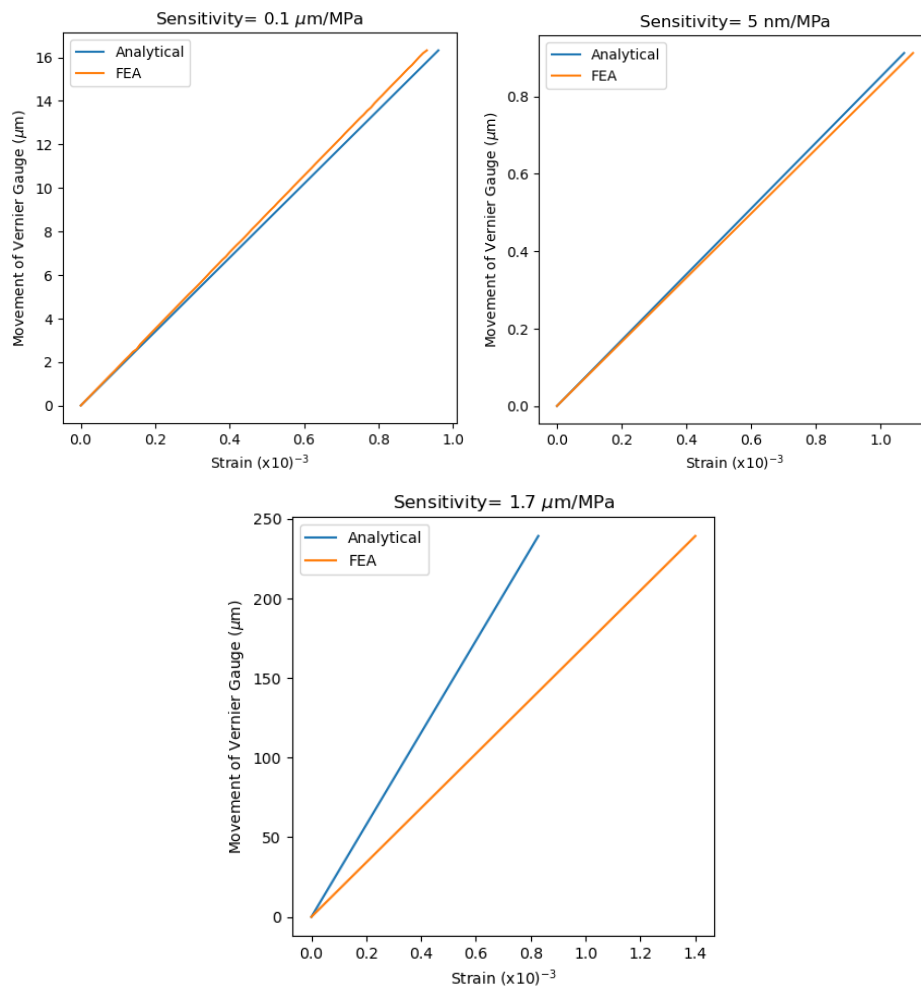 Sensitivity= 0.1 μm/MPa
Analytical
FEA
Movement of Vernier Gauge (μm)
16
14
12
10
8
6
4
2
0
0.0 0.2 0.4 0.6 0.8 1.0
Strain (x10)⁻³
Sensitivity= 5 nm/MPa
Analytical
FEA
Movement of Vernier Gauge (μm)
0.8
0.6
0.4
0.2
0.0
0.0 0.2 0.4 0.6 0.8 1.0
Strain (x10)⁻³
Sensitivity= 1.7 μm/MPa
Analytical
FEA
Movement of Vernier Gauge (μm)
250
200
150
100
50
0
0.0 0.2 0.4 0.6 0.8 1.0 1.2 1.4
Strain (x10)⁻³